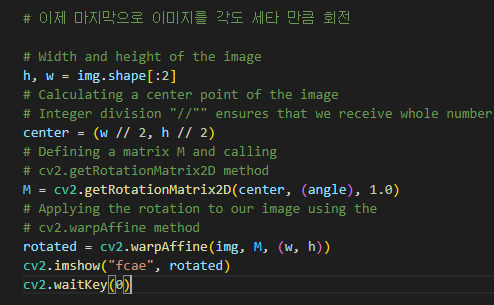 # 이제 마지막으로 이미지를 각도 세타 만큼 회전
# Width and height of the image
h, w = img.shape[:2]
# Calculating a center point of the image
# Integer division "//"" ensures that we receive whole number
center = (w // 2, h // 2)
# Defining a matrix M and calling
# cv2.getRotationMatrix2D method
M = cv2.getRotationMatrix2D(center, (angle), 1.0)
# Applying the rotation to our image using the
# cv2.warpAffine method
rotated = cv2.warpAffine(img, M, (w, h))
cv2.imshow("fcae", rotated)
cv2.waitKey(0)